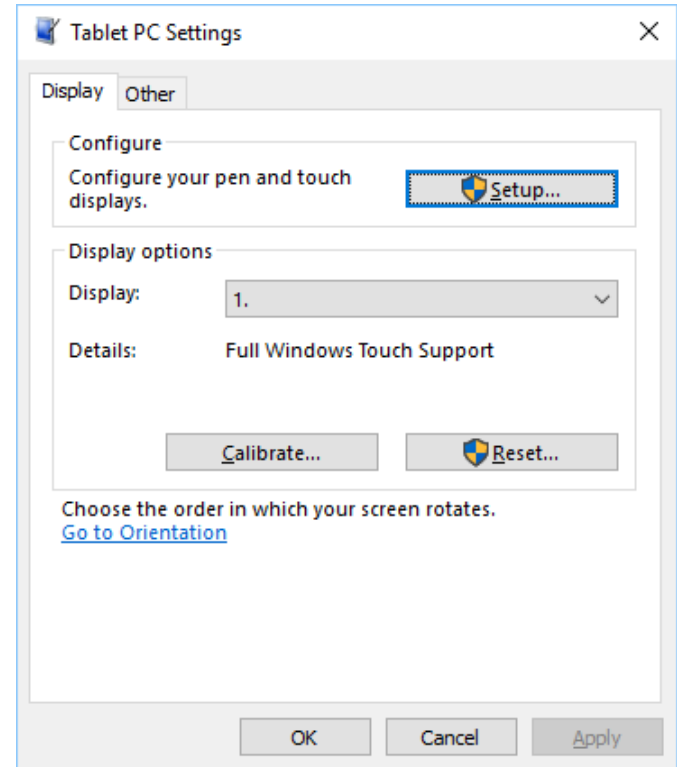 Tablet PC Settings
Display Other
Configure
Configure your pen and touch
displays.
Setup...
Display options
Display:
1.
Details:
Full Windows Touch Support
Calibrate...
Reset...
Choose the order in which your screen rotates.
Go to Orientation
OK
Cancel
Apply